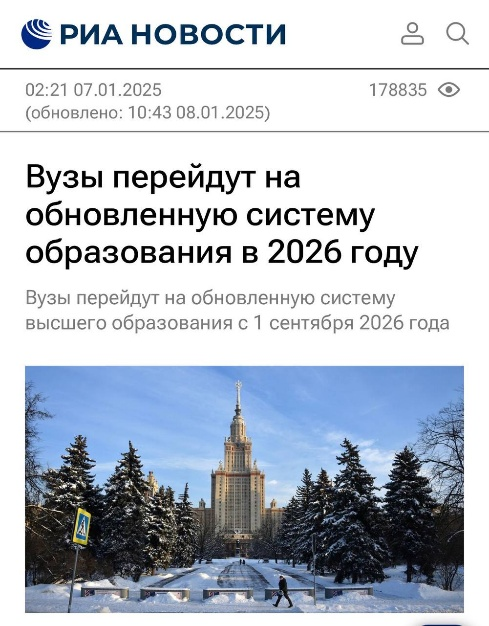 РИА НОВОСТИ
02:21 07.01.2025
178835
(обновлено: 10:43 08.01.2025)
Вузы перейдут на
обновленную систему
образования в 2026 году
Вузы перейдут на обновленную систему
высшего образования с 1 сентября 2026 года